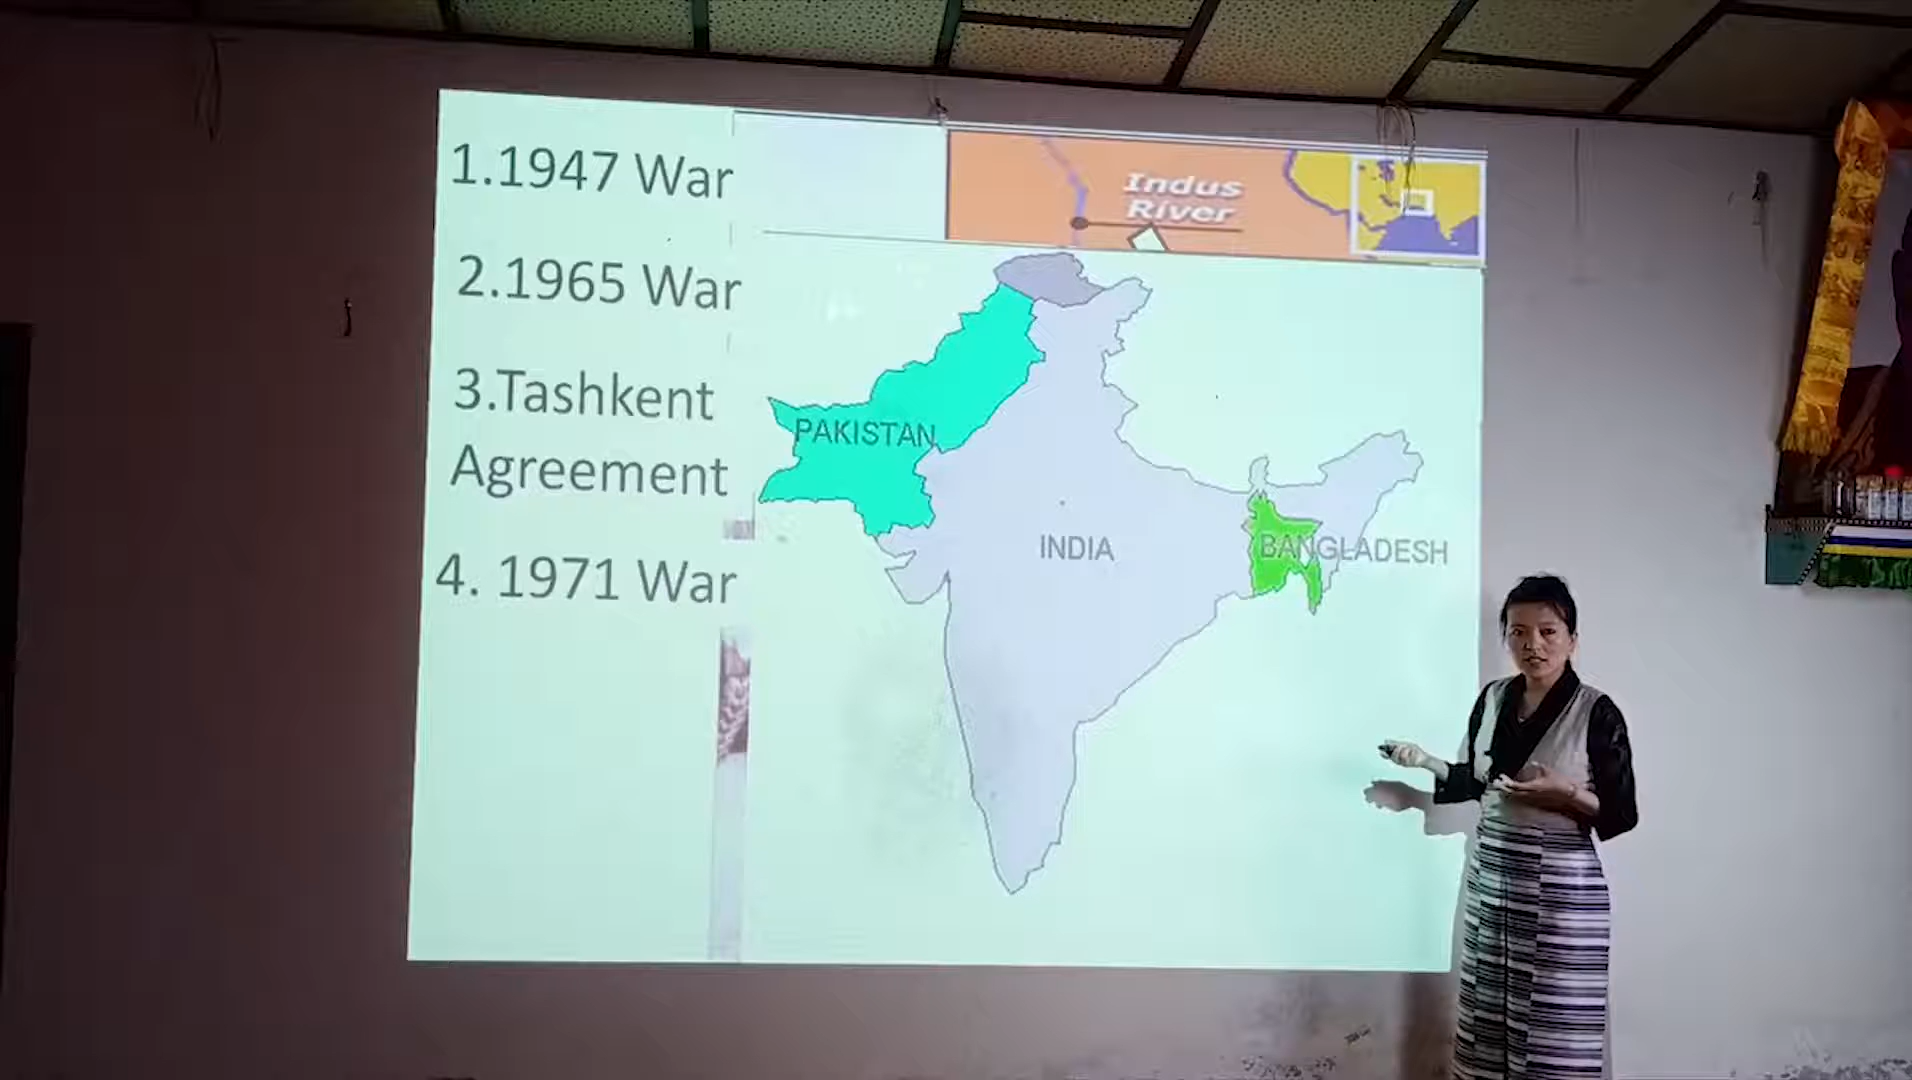 1.1947 War
2.1965 War
3.Tashkent
Agreement
4. 1971 War
Indus
River
PAKISTAN
INDIA
BANGLADESH